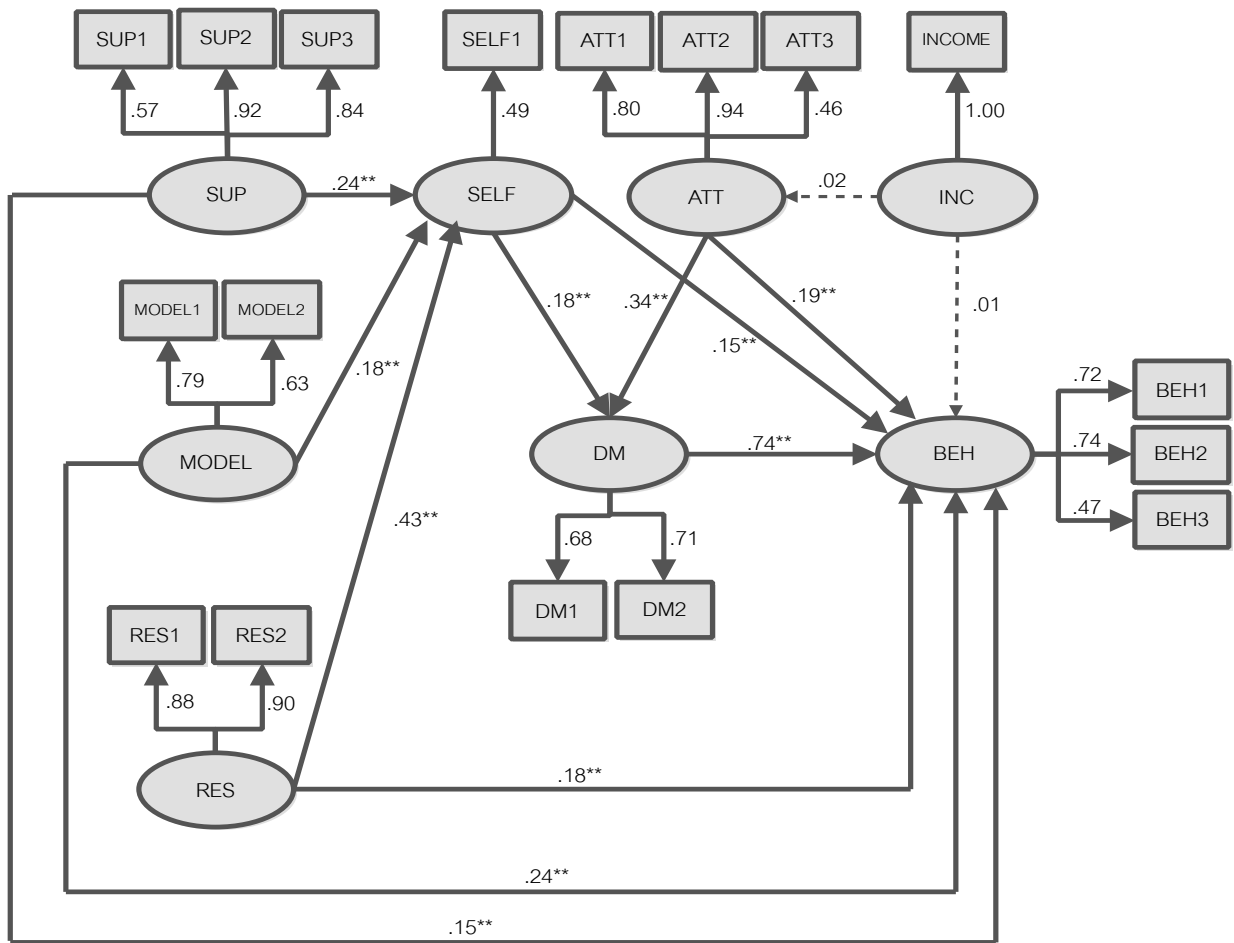 SUP1 SUP2 SUP3 SELF1 ATT1 ATT2 ATT3 INCOME
.57 .92 .84 .49 .80 .94 .46 1.00
SUP .24** SELF ATT .02 INC
MODEL1 MODEL2 .18** .34** .19** .01
.79 .63 .18** .15**
.72 BEH1
MODEL DM .74** BEH .74 BEH2
.43** .47 BEH3
.68 .71
DM1 DM2
RES1 RES2
.88 .90
RES .18**
.24**
.15**